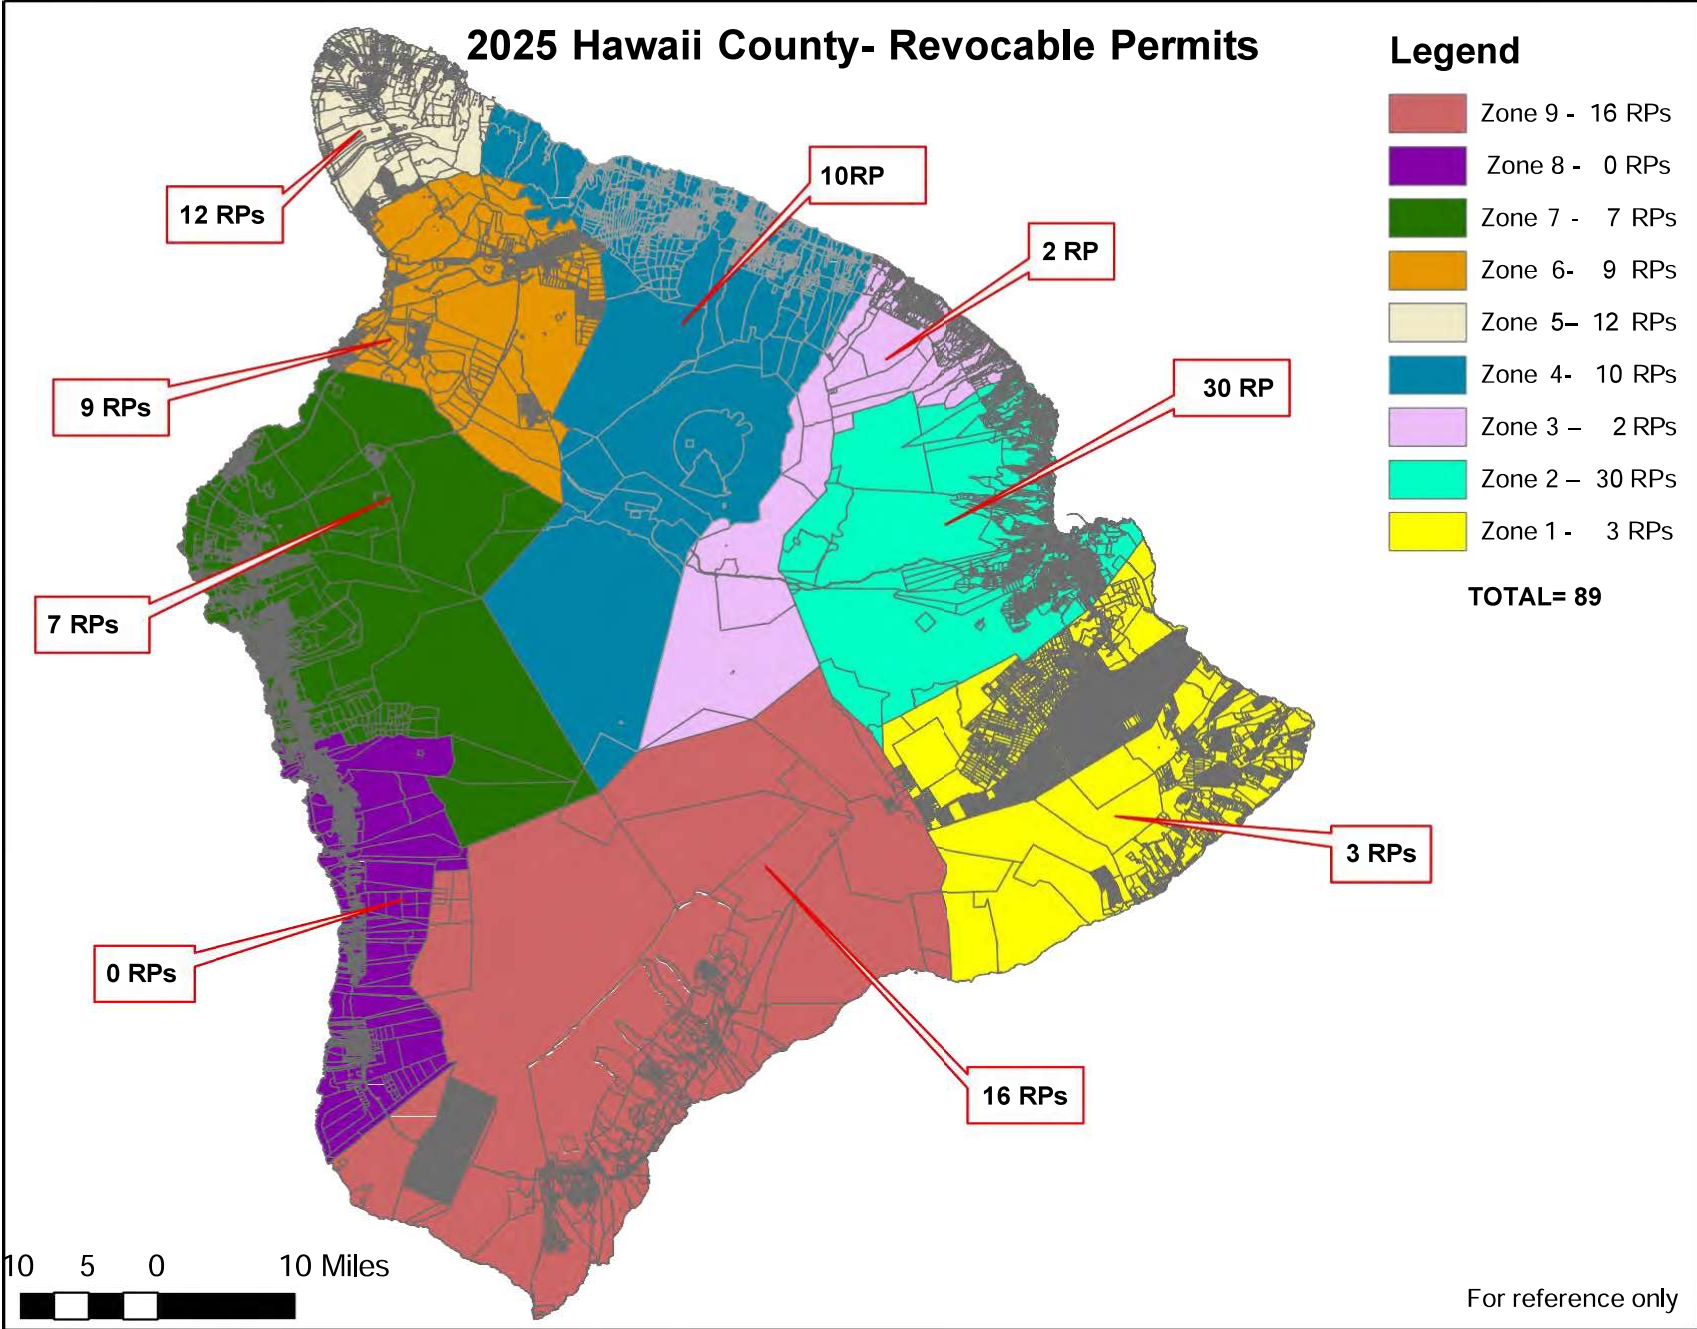 2025 Hawaii County- Revocable Permits
Legend
Zone 9 - 16 RPs
Zone 8 - 0 RPs
Zone 7 - 7 RPs
Zone 6- 9 RPs
Zone 5– 12 RPs
Zone 4- 10 RPs
Zone 3 – 2 RPs
Zone 2 – 30 RPs
Zone 1 - 3 RPs
TOTAL= 89
12 RPs
10RP
2 RP
30 RP
9 RPs
7 RPs
3 RPs
0 RPs
16 RPs
10 5 0 10 Miles
For reference only